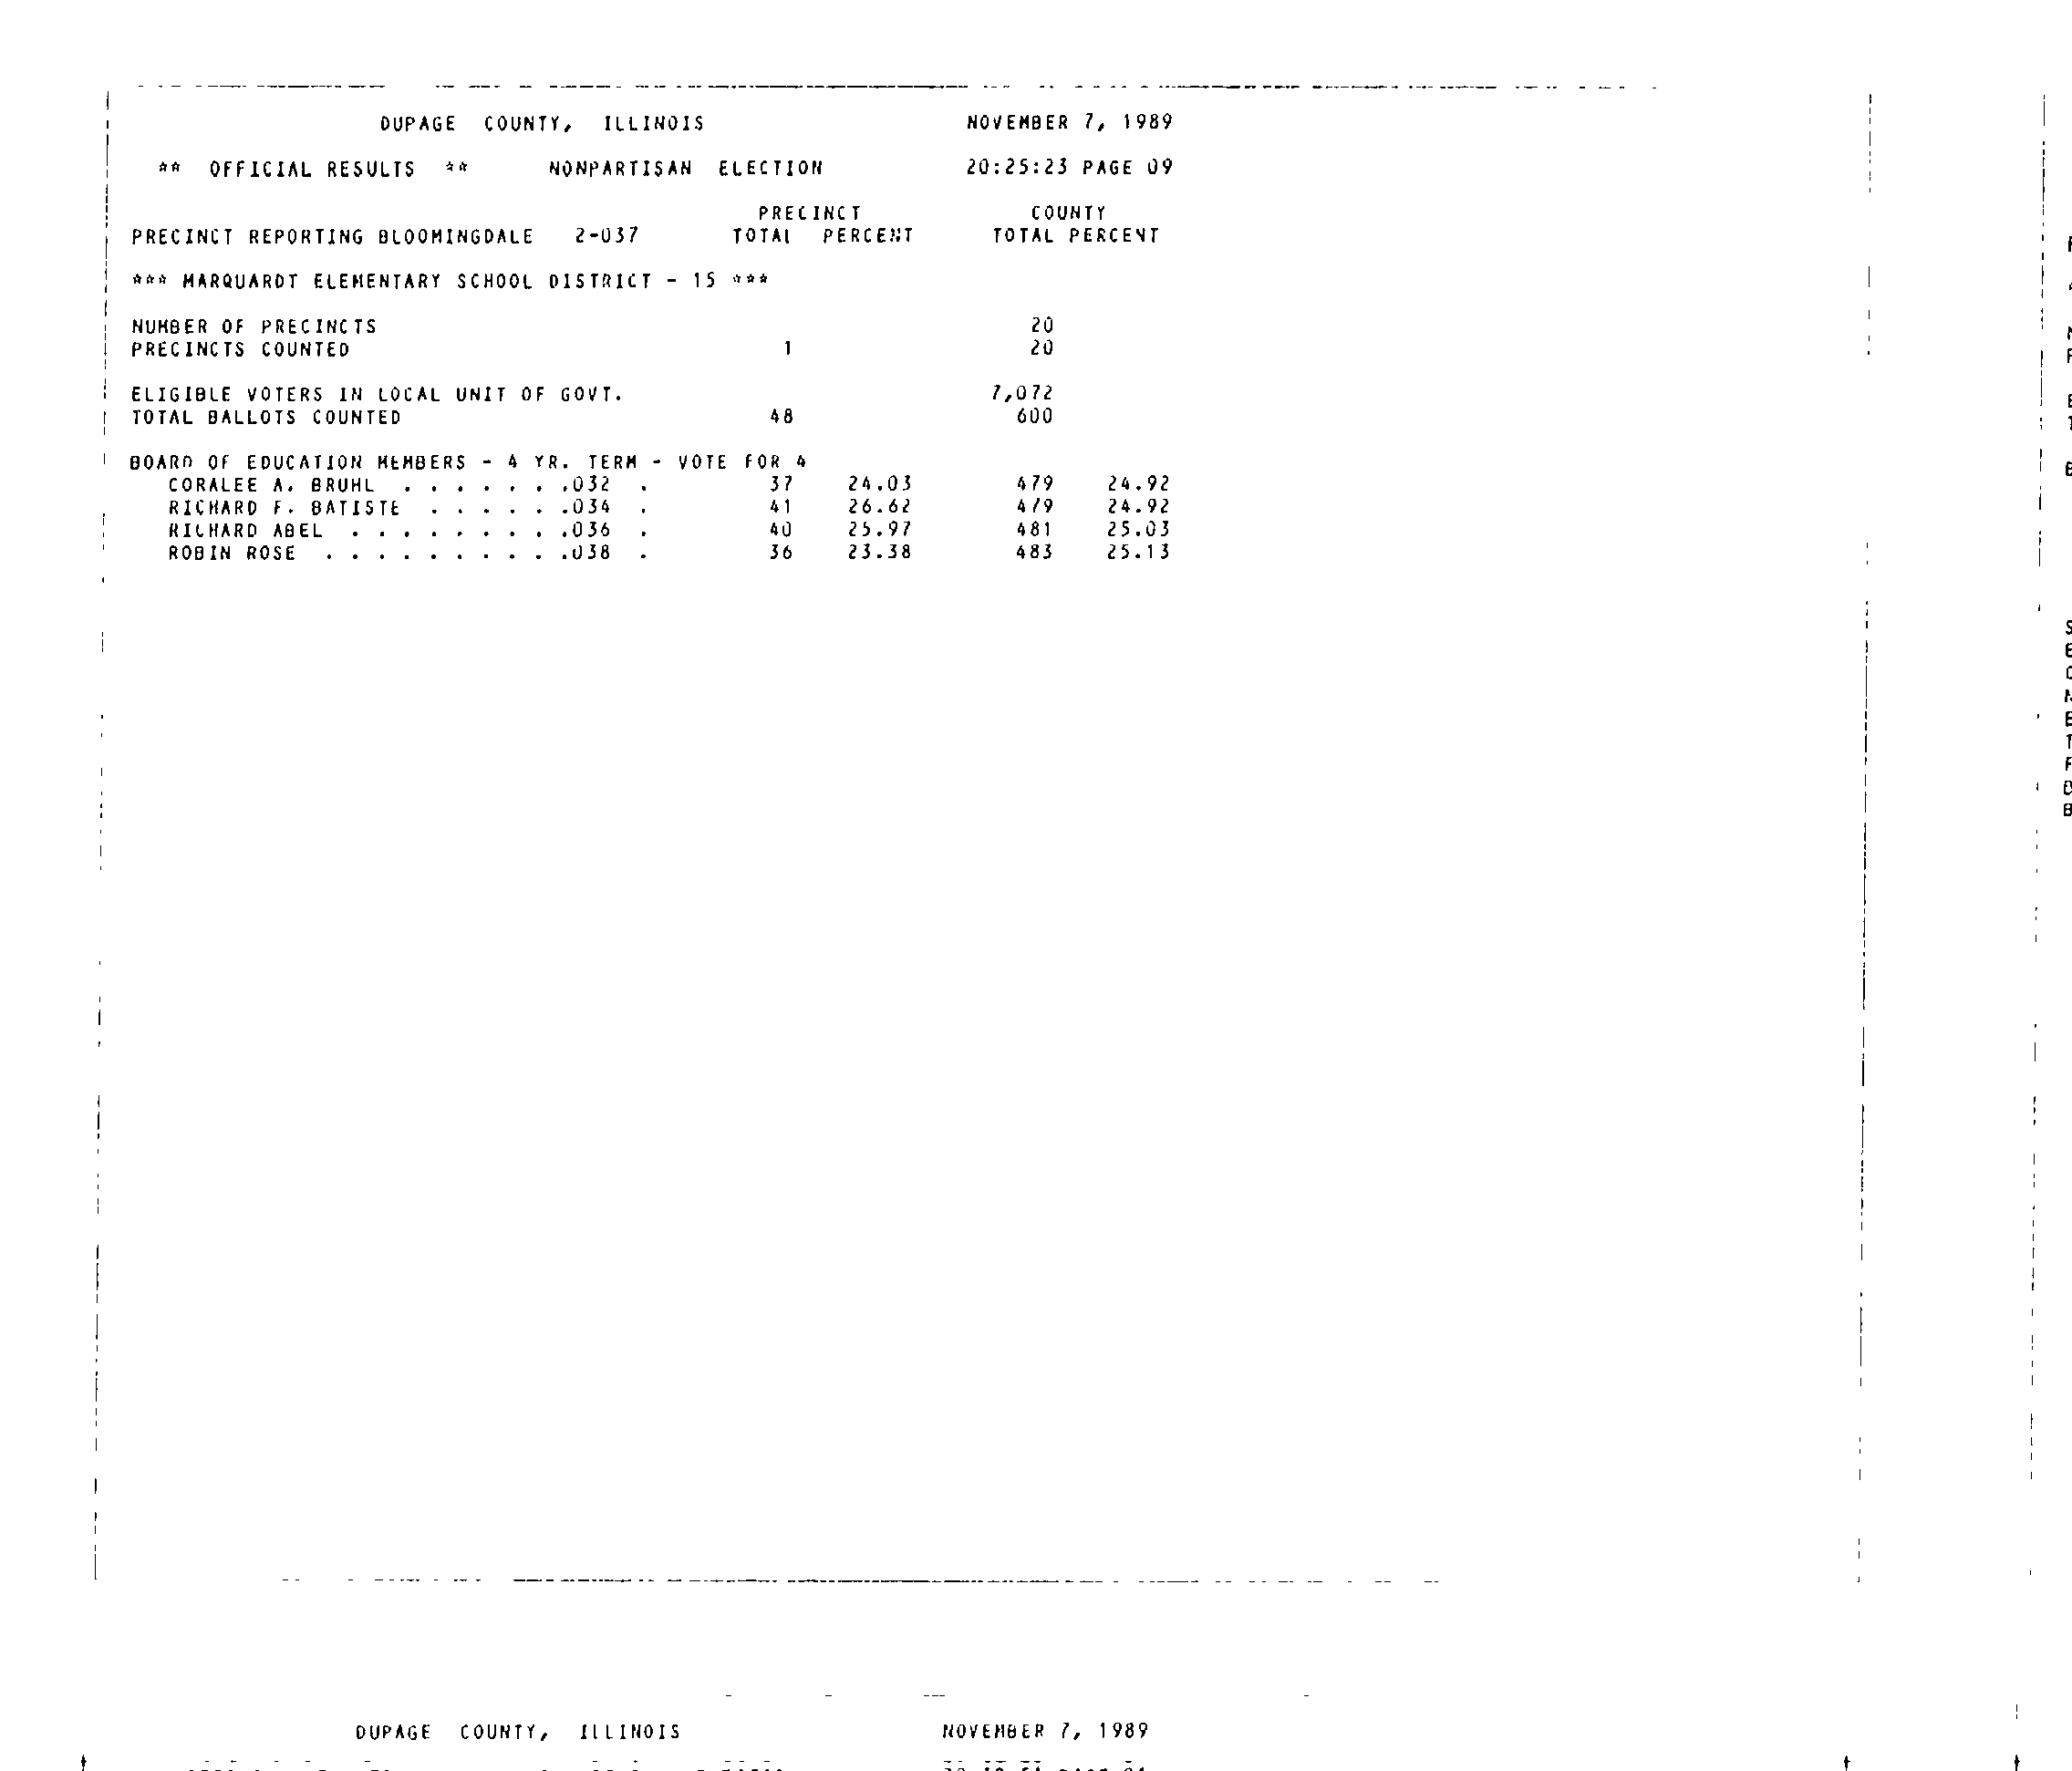 DUPAGE COUNTY, ILLINOIS NOVEMBER 7, 1989
** OFFICIAL RESULTS ** NONPARTISAN ELECTION 20:25:23 PAGE 09
PRECINCT COUNTY
PRECINCT REPORTING BLOOMINGDALE 2-037 TOTAL PERCENT TOTAL PERCENT
*** MARQUARDT ELEMENTARY SCHOOL DISTRICT - 15 ***
NUMBER OF PRECINCTS 20
PRECINCTS COUNTED 1 20
ELIGIBLE VOTERS IN LOCAL UNIT OF GOVT. 7,072
TOTAL BALLOTS COUNTED 48 600
BOARD OF EDUCATION MEMBERS - 4 YR. TERM - VOTE FOR 4
CORALEE A. BRUHL . . . . . . .032 . 37 24.03 479 24.92
RICHARD F. BATISTE . . . . . .034 . 41 26.62 479 24.92
RICHARD ABEL . . . . . . . . .036 . 40 25.97 481 25.03
ROBIN ROSE . . . . . . . . . .038 . 36 23.38 483 25.13
DUPAGE COUNTY, ILLINOIS NOVEMBER 7, 1989